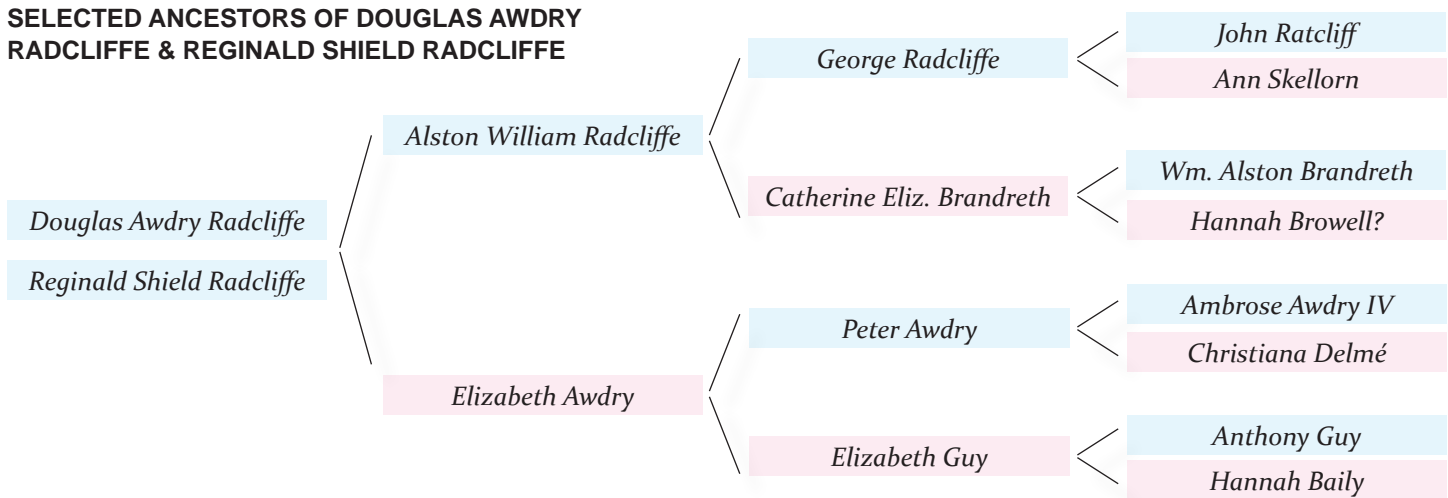 SELECTED ANCESTORS OF DOUGLAS AWDRY
RADCLIFFE & REGINALD SHIELD RADCLIFFE
Douglas Awdry Radcliffe
Reginald Shield Radcliffe
Alston William Radcliffe
Elizabeth Awdry
George Radcliffe
Catherine Eliz. Brandreth
Peter Awdry
Elizabeth Guy
John Ratcliff
Ann Skellorn
Wm. Alston Brandreth
Hannah Browell?
Ambrose Awdry IV
Christiana Delmé
Anthony Guy
Hannah Baily